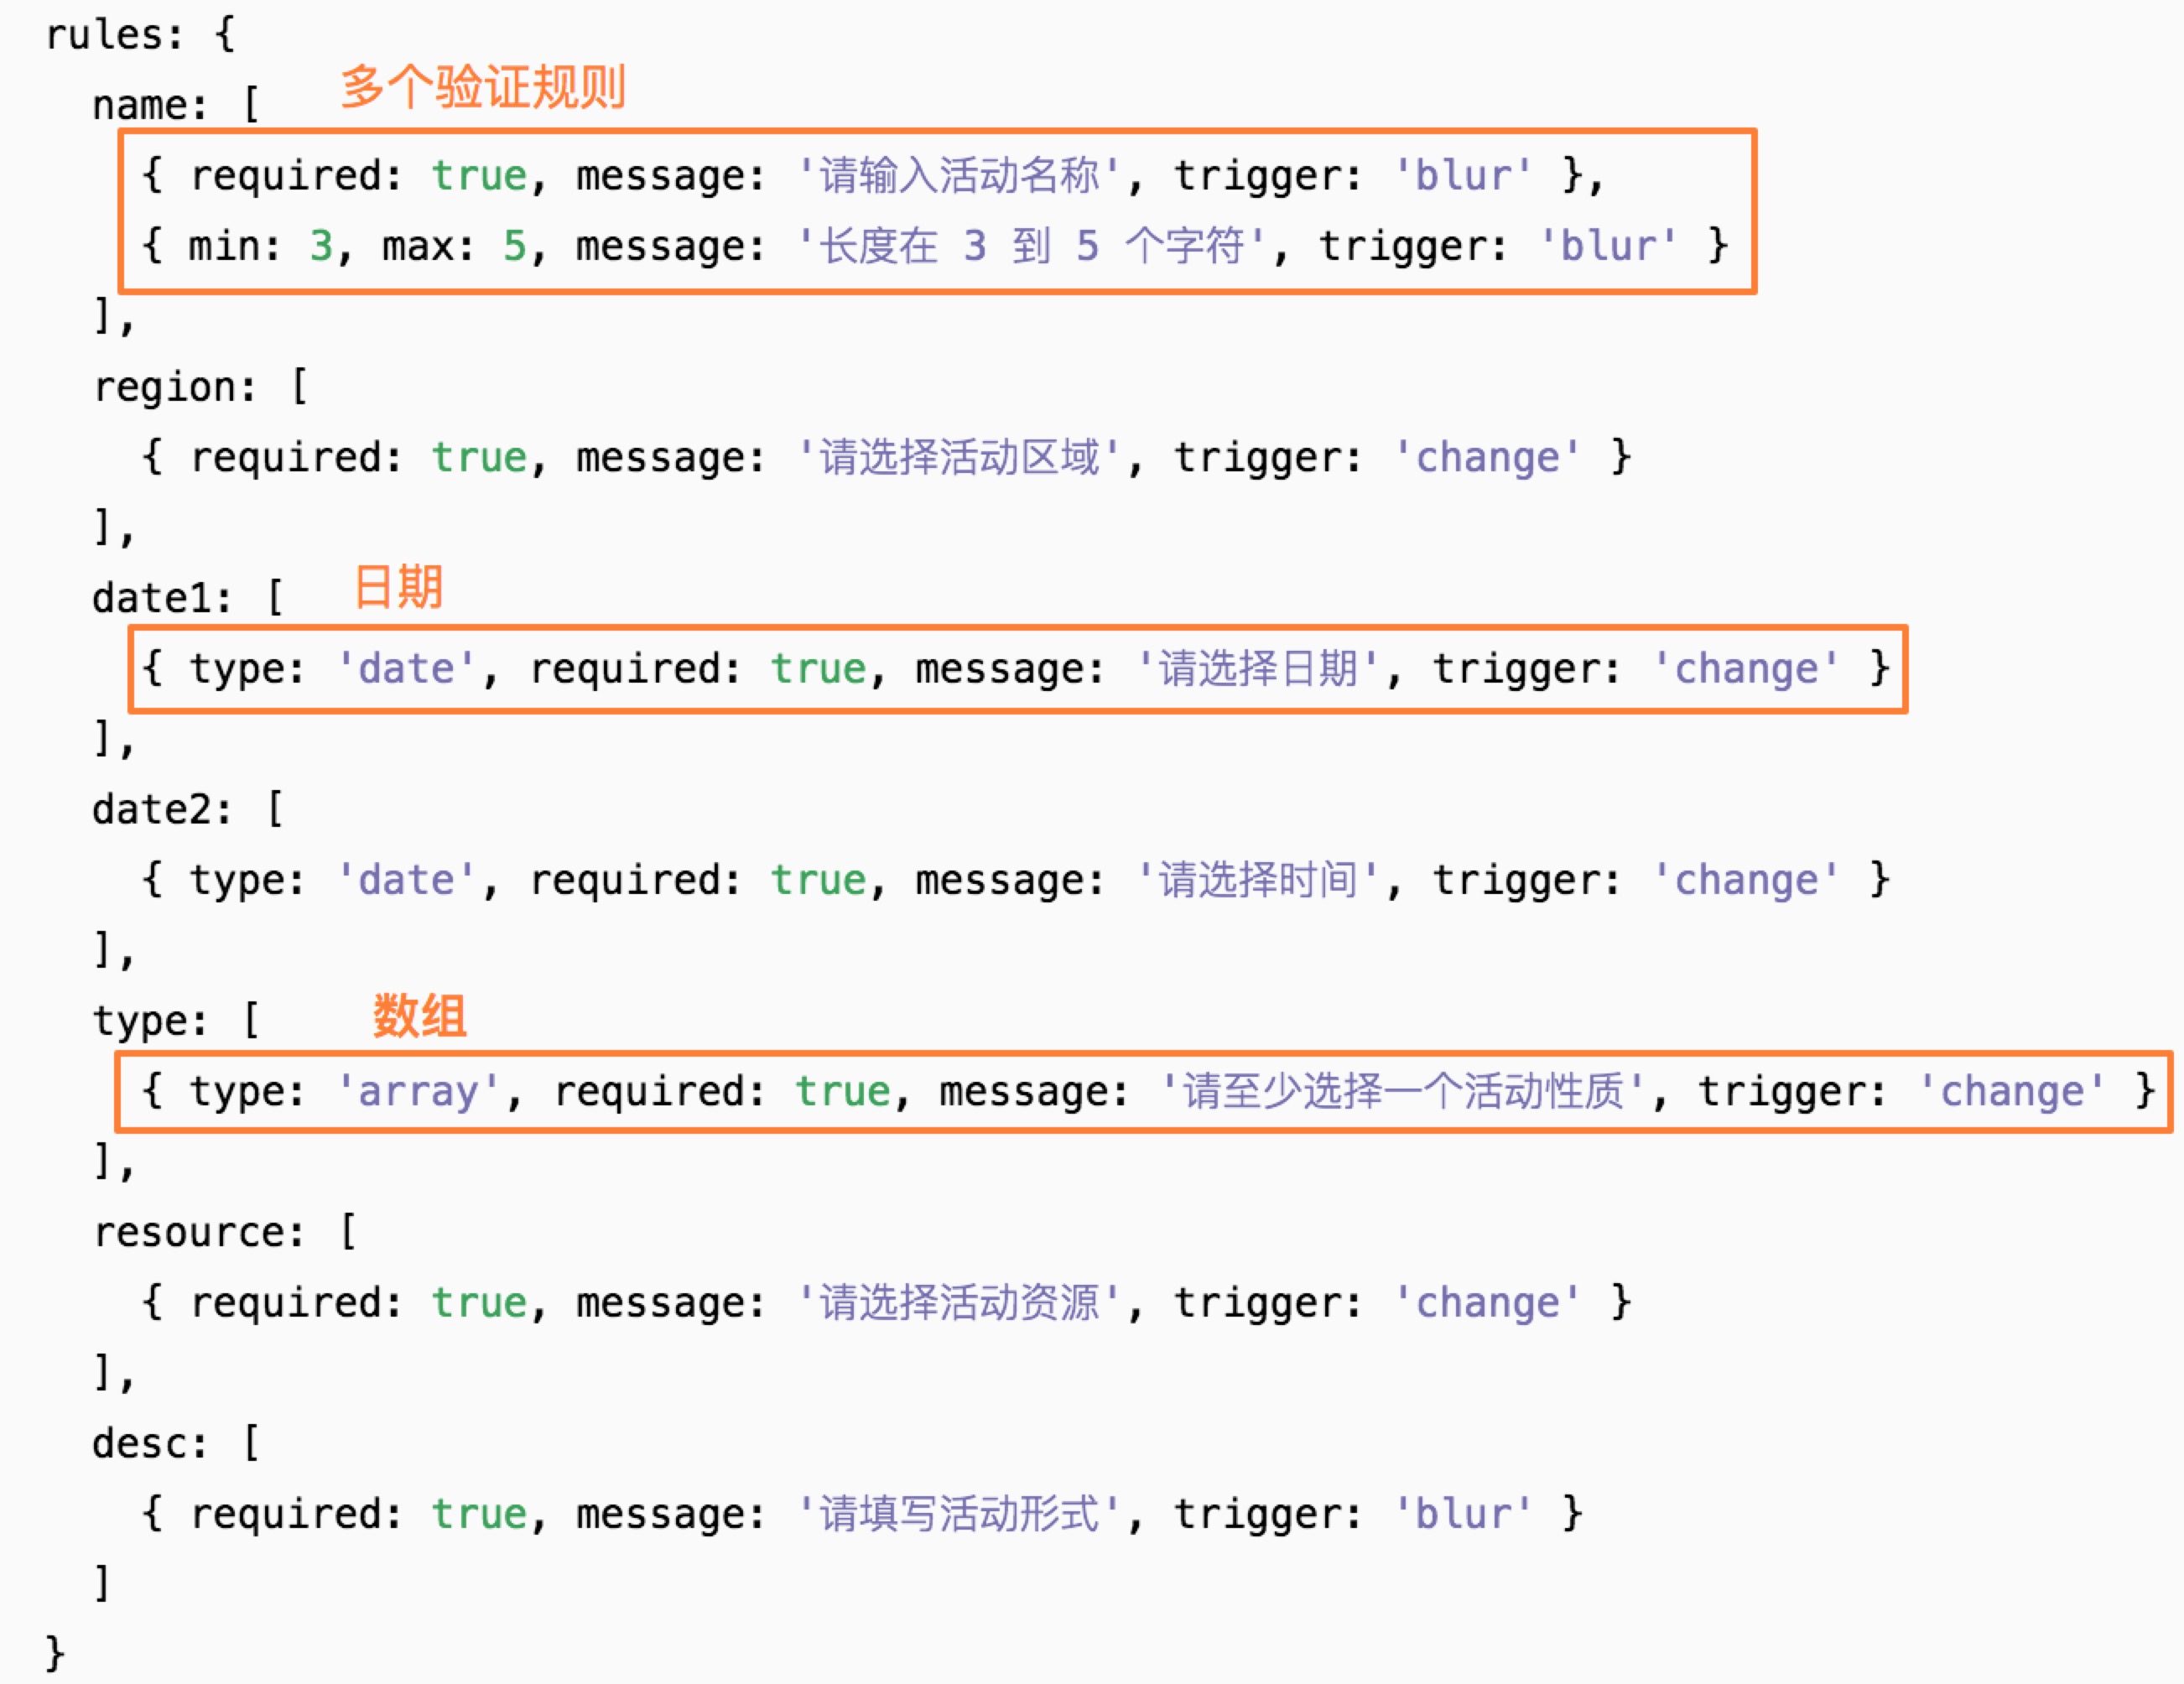 rules: {
多个验证规则
name: [
{ required: true, message: '请输入活动名称', trigger: 'blur' },
{ min: 3, max: 5, message: '长度在 3 到 5 个字符', trigger: 'blur' }
],
region: [
{ required: true, message: '请选择活动区域', trigger: 'change' }
],
date1: [ 日期
{ type: 'date', required: true, message: '请选择日期', trigger: 'change' }
],
date2: [
{ type: 'date', required: true, message: '请选择时间', trigger: 'change' }
],
type: [ 数组
{ type: 'array', required: true, message: '请至少选择一个活动性质', trigger: 'change' }
],
resource: [
{ required: true, message: '请选择活动资源', trigger: 'change' }
],
desc: [
{ required: true, message: '请填写活动形式', trigger: 'blur' }
]
}